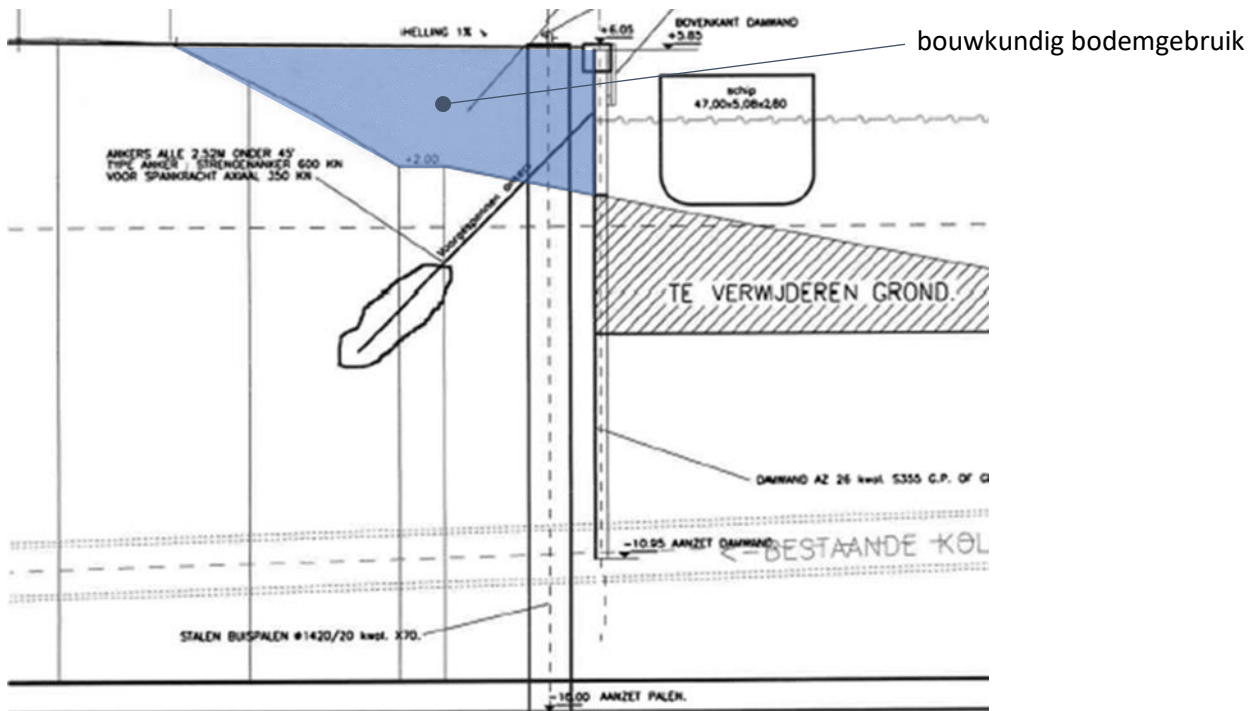 HELLING 1%
+6.05
BOVENKANT DAMWAND
+5.85
bouwkundig bodemgebruik
schip
47,00x5,08x2,80
ANKERS ALLE 2.52M ONDER 45°
TYPE ANKER : STRENGENANKER 600 KN
VOOR SPANKRACHT AXIAAL 350 KN
+2.00
Voorgespannen ankers
TE VERWIJDEREN GROND.
DAMWAND AZ 26 kwal. S355 G.P. OF
-10.95 AANZET DAMWAND
<-BESTAANDE KOL
STALEN BUISPALEN ø1420/20 kwal. X70.
AANZET PALEN.